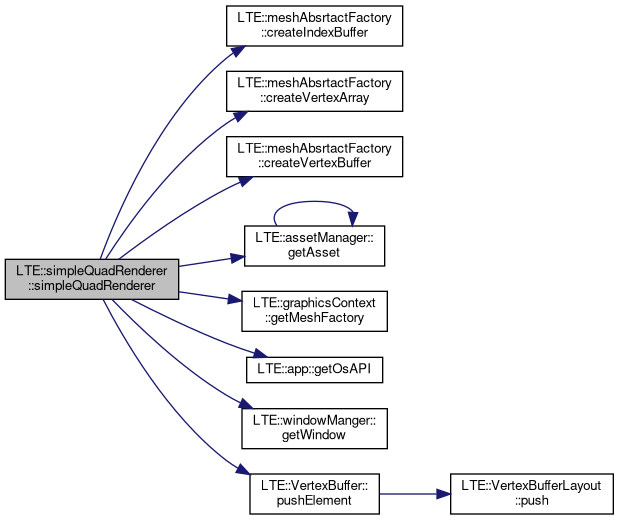 LTE::meshAbsrtactFactory
::createIndexBuffer
LTE::meshAbsrtactFactory
::createVertexArray
LTE::meshAbsrtactFactory
::createVertexBuffer
LTE::assetManager::
getAsset
LTE::simpleQuadRenderer
::simpleQuadRenderer
LTE::graphicsContext
::getMeshFactory
LTE::app::getOsAPI
LTE::windowManger::
getWindow
LTE::VertexBuffer::
pushElement
LTE::VertexBufferLayout
::push